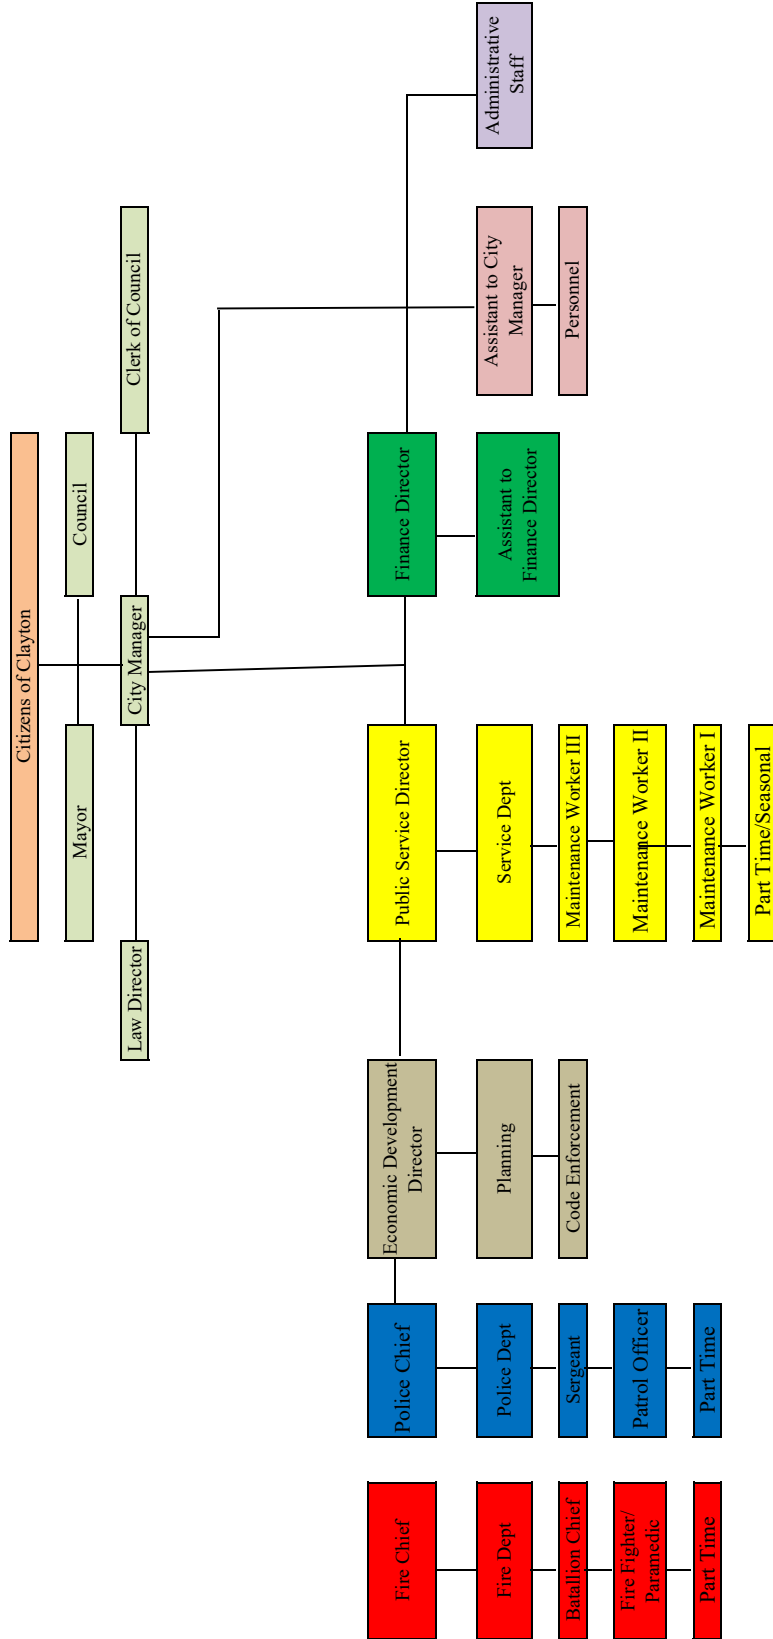 Citizens of Clayton
Mayor
Council
Law Director
City Manager
Clerk of Council
Fire Chief
Police Chief
Economic Development
Director
Public Service Director
Finance Director
Fire Dept
Police Dept
Planning
Service Dept
Assistant to
Finance Director
Assistant to City
Manager
Administrative
Staff
Batallion Chief
Sergeant
Code Enforcement
Maintenance Worker III
Personnel
Fire Fighter/
Paramedic
Patrol Officer
Maintenance Worker II
Part Time
Part Time
Maintenance Worker I
Part Time/Seasonal